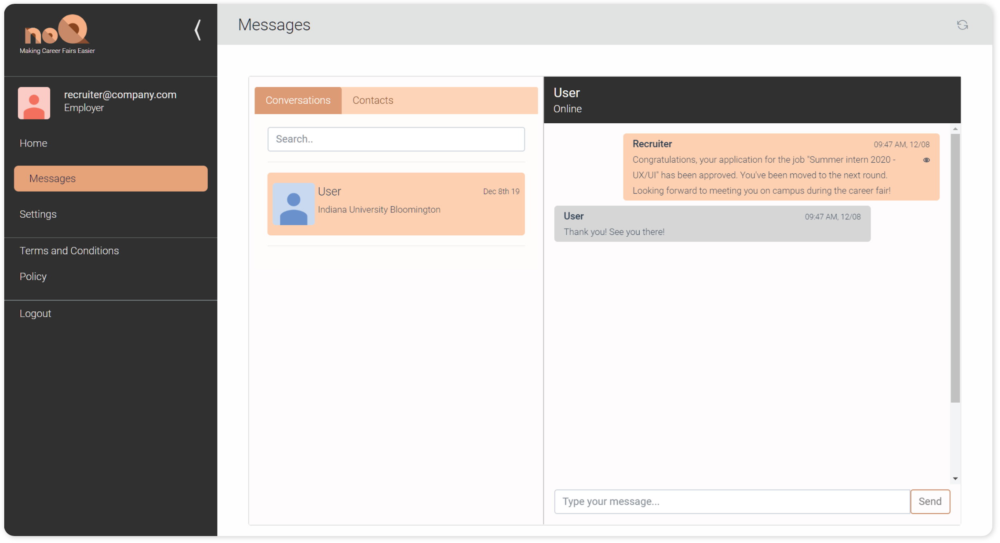 noQ
Making Career Fairs Easier
recruiter@company.com
Employer
Home
Messages
Settings
Terms and Conditions
Policy
Logout
Messages
Conversations
Contacts
Search..
User
Dec 8th 19
Indiana University Bloomington
User
Online
Recruiter
09:47 AM, 12/08
Congratulations, your application for the job "Summer intern 2020 -
UX/UI" has been approved. You've been moved to the next round.
Looking forward to meeting you on campus during the career fair!
User
09:47 AM, 12/08
Thank you! See you there!
Type your message...
Send